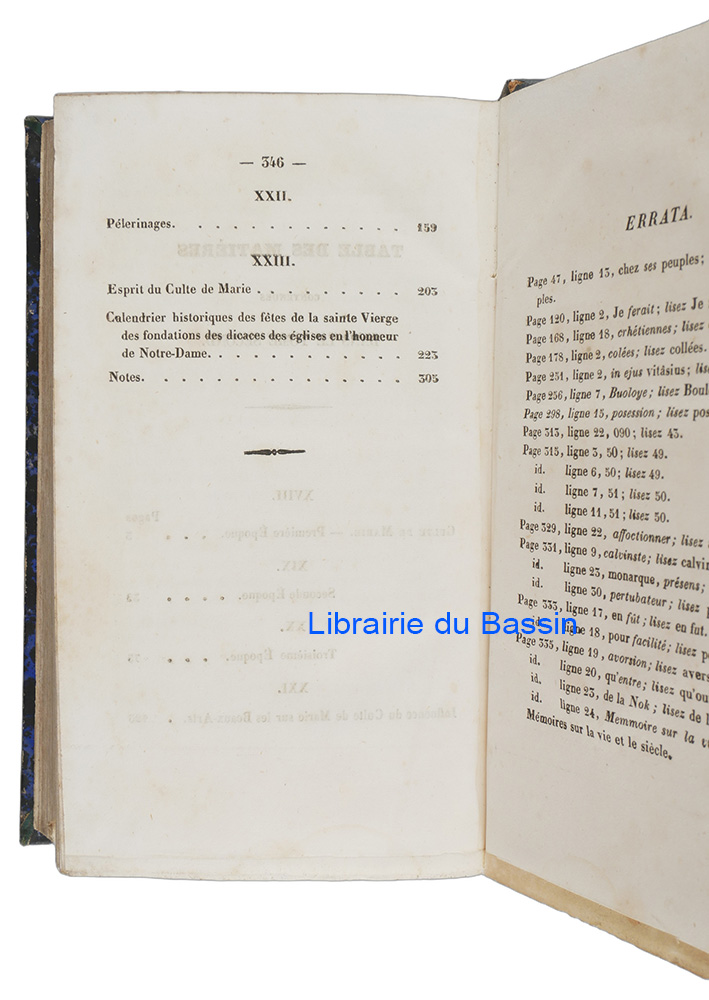 — 346 —
XXII.
Pélerinages. . . . . . . . . . . . . 159
XXIII.
Esprit du Culte de Marie . . . . . . . . . 203
Calendrier historiques des fêtes de la sainte Vierge
des fondations des dicaces des églises en l'honneur
de Notre-Dame. . . . . . . . . . . . 223
Notes. . . . . . . . . . . . . . . 305
ERRATA.
Page 47, ligne 13, chez ses peuples;
ples.
Page 120, ligne 2, Je ferait; lisez Je
Page 168, ligne 18, crhétiennes; lisez
Page 178, ligne 2, colées; lisez collées.
Page 251, ligne 2, in ejus vitâsius;
Page 256, ligne 7, Buoloye; lisez Boul
Page 298, ligne 15, posession; lisez pos
Page 313, ligne 22, 090; lisez 43.
Page 315, ligne 3, 50; lisez 49.
id. ligne 6, 50; lisez 49.
id. ligne 7, 51; lisez 50.
id. ligne 11, 51; lisez 50.
Page 329, ligne 22, affoctionner; lisez
Page 331, ligne 9, calvinste; lisez calvin
id. ligne 23, monarque, présens;
id. ligne 30, pertubateur; lisez
Page 333, ligne 17, en fût; lisez en fut.
id. ligne 18, pour facilité; lisez
Page 335, ligne 19, avorsion; lisez avers
id. ligne 20, qu'entre; lisez qu'ou
id. ligne 23, de la Nok; lisez de
id. ligne 24, Memmoire sur la
Mémoires sur la vie et le siècle.
Librairie du Bassin